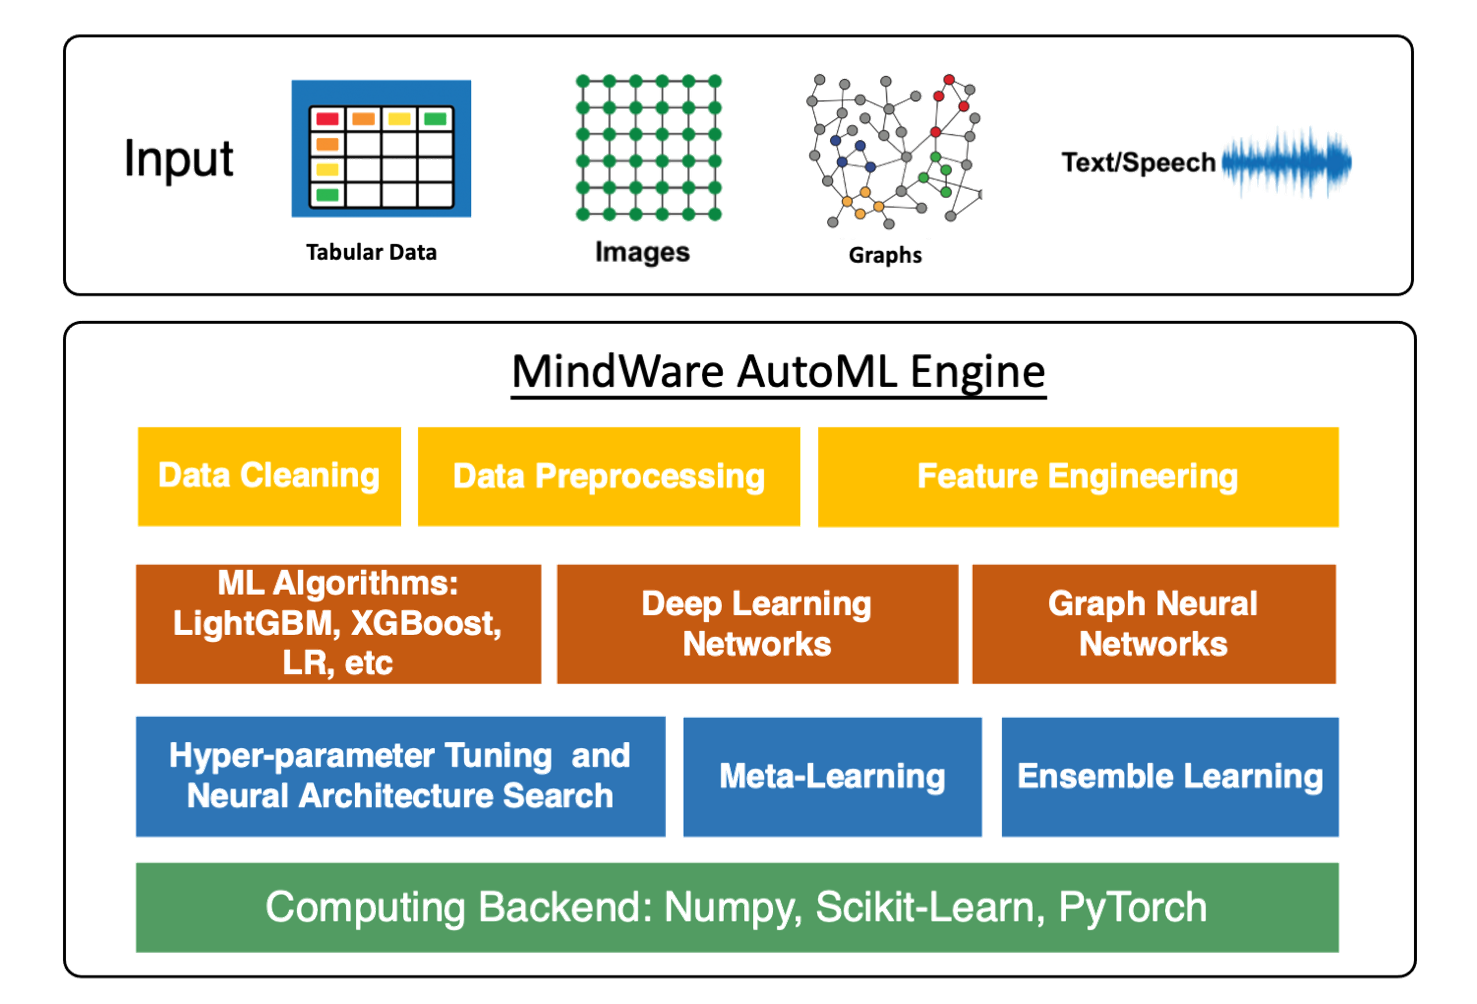 Input
Tabular Data
Images
Graphs
Text/Speech
MindWare AutoML Engine
Data Cleaning
Data Preprocessing
Feature Engineering
ML Algorithms:
LightGBM, XGBoost,
LR, etc
Deep Learning
Networks
Graph Neural
Networks
Hyper-parameter Tuning  and
Neural Architecture Search
Meta-Learning
Ensemble Learning
Computing Backend: Numpy, Scikit-Learn, PyTorch